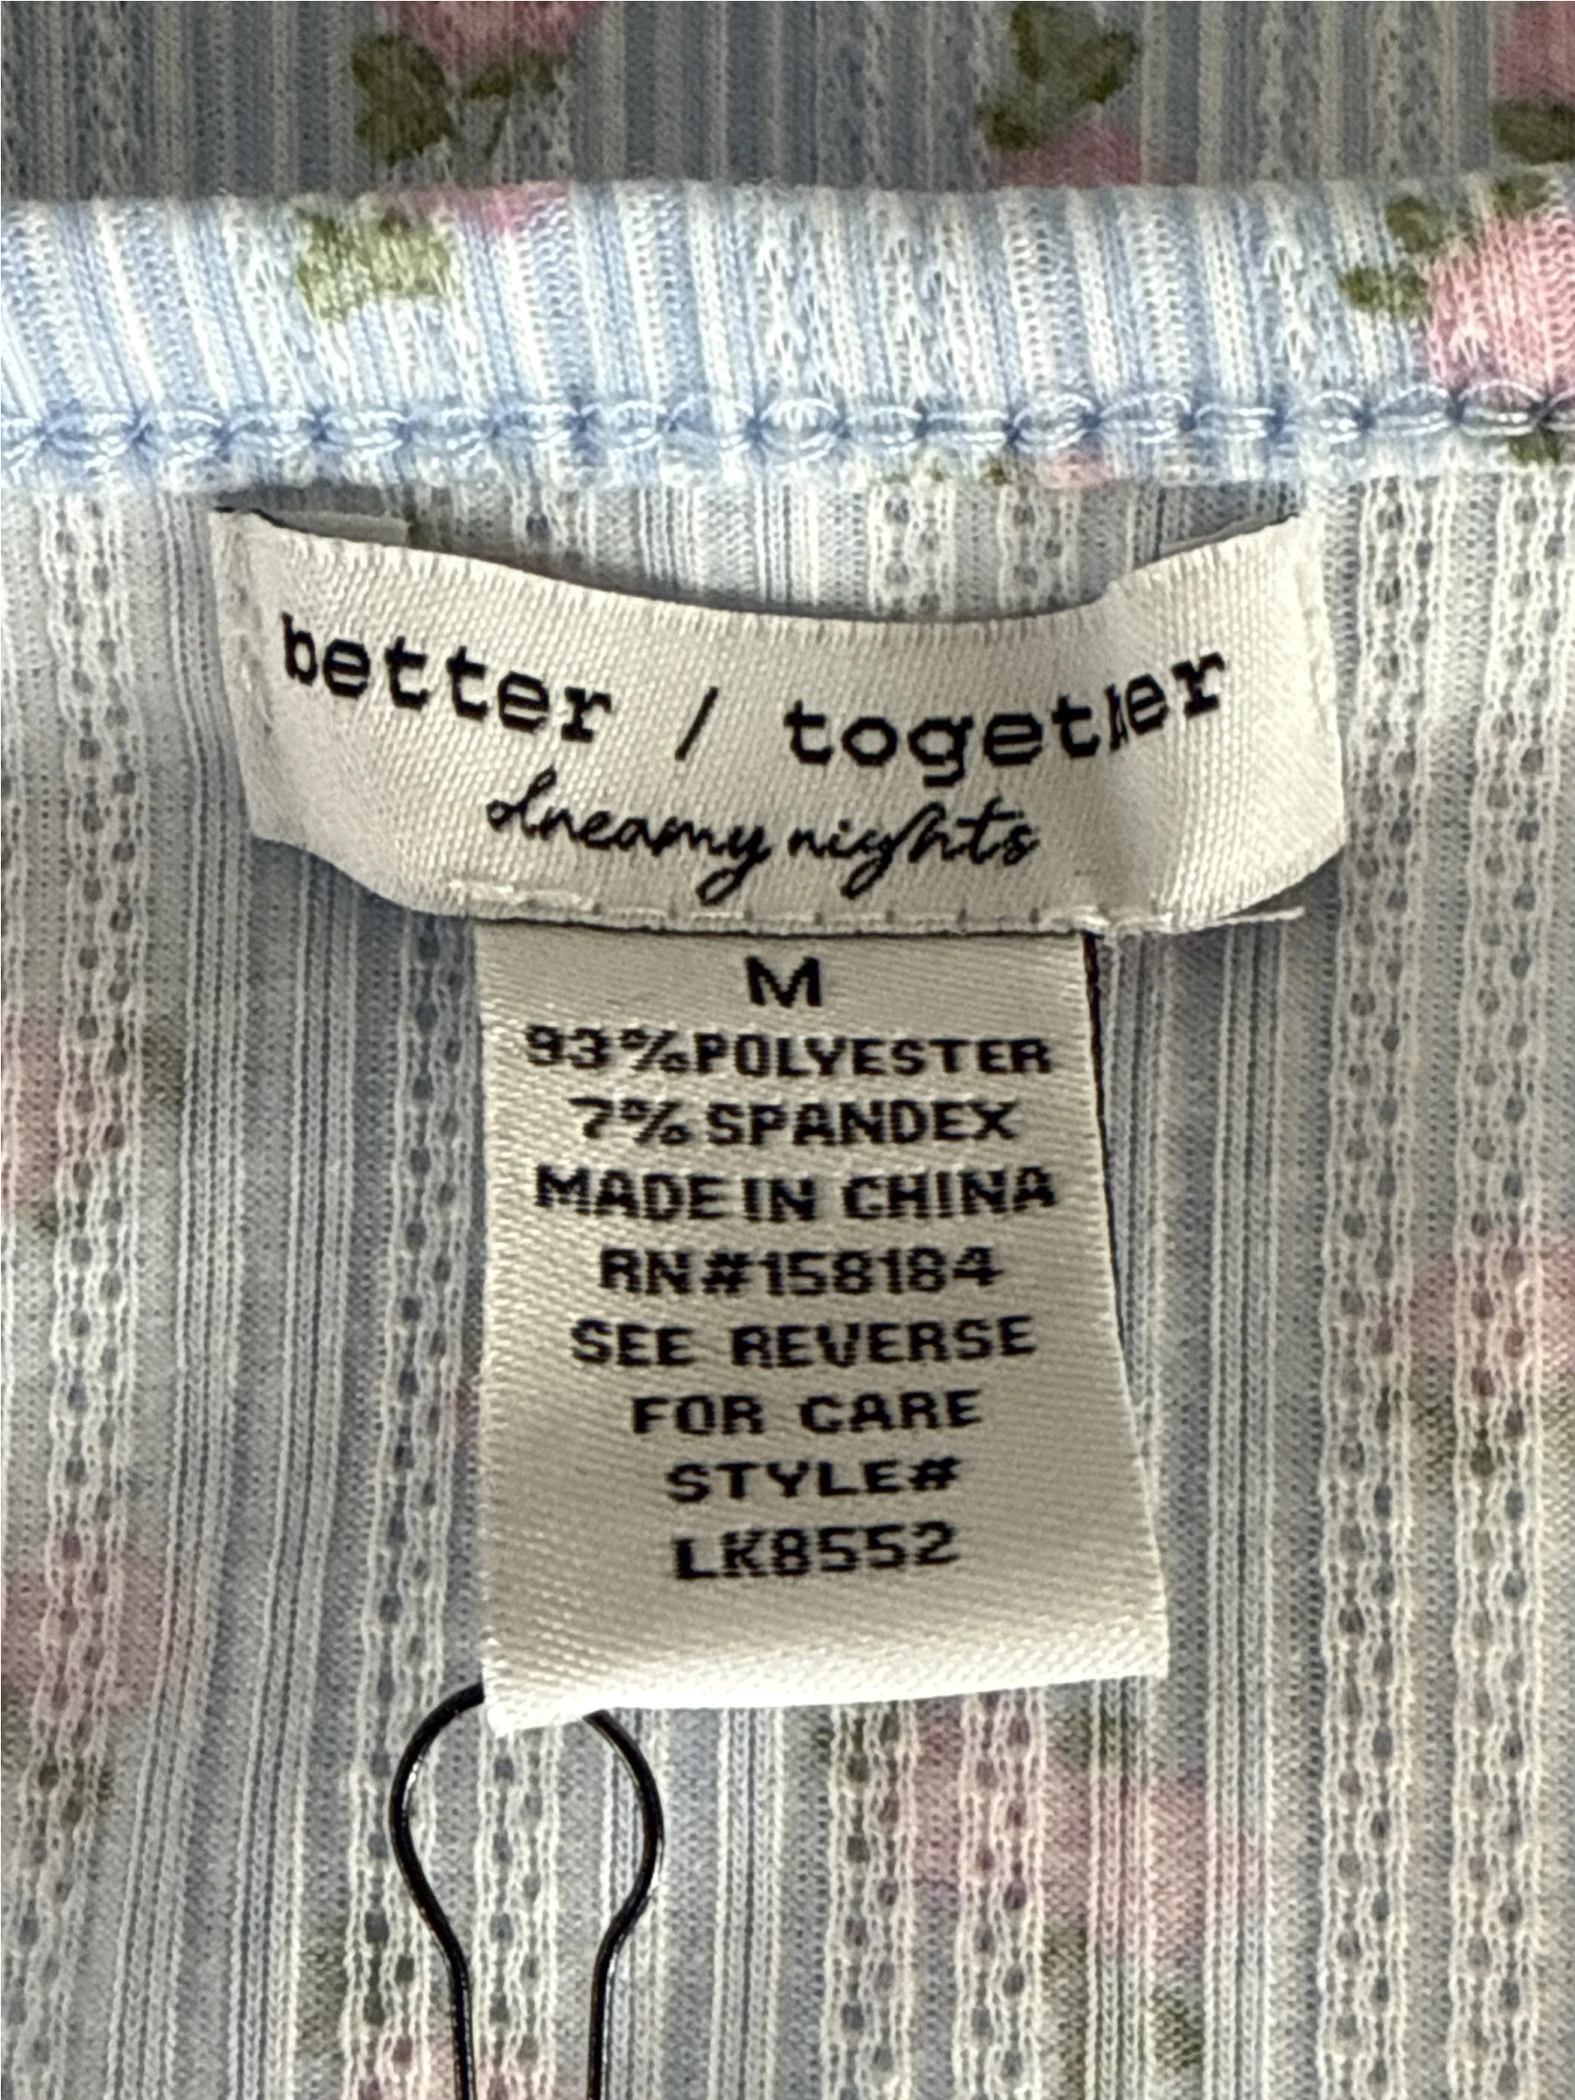 better / together
dreamy nights
M
93%POLYESTER
7%SPANDEX
MADE IN CHINA
RN#158184
SEE REVERSE
FOR CARE
STYLE#
LK8552